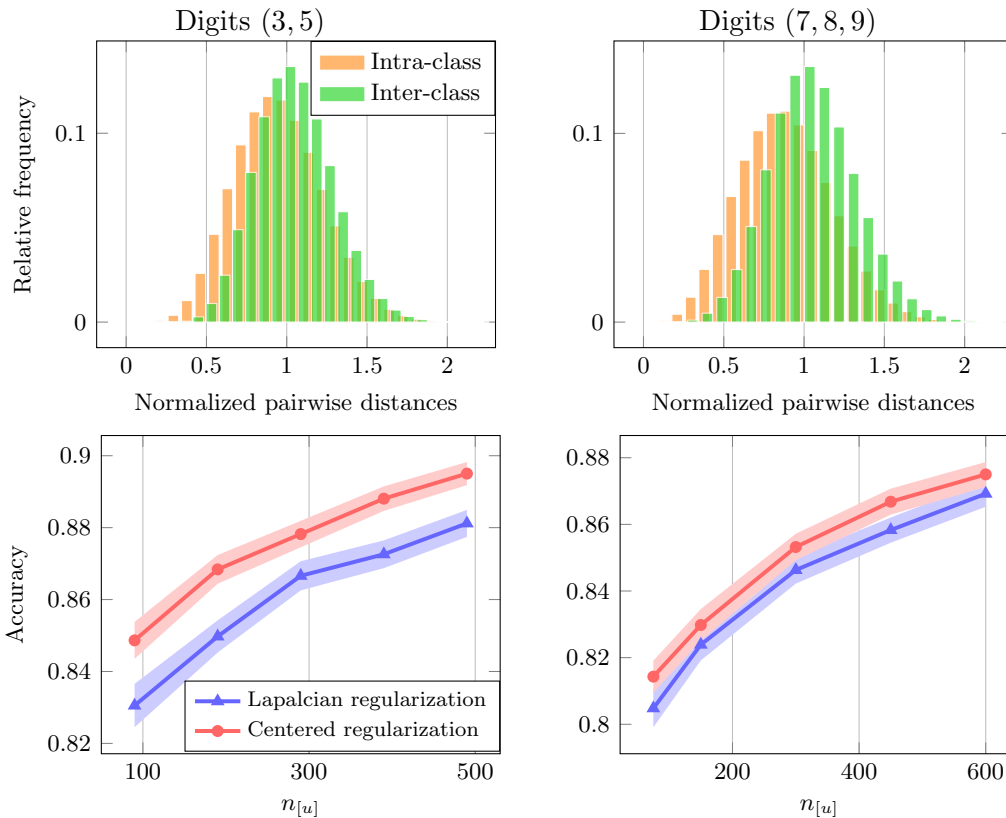 Digits (3, 5)
Digits (7, 8, 9)
Relative frequency
0.1
0
Intra-class
Inter-class
0 0.5 1 1.5 2
Normalized pairwise distances
0.1
0
0 0.5 1 1.5 2
Normalized pairwise distances
Accuracy
0.9
0.88
0.86
0.84
0.82
Lapalcian regularization
Centered regularization
100 300 500
n[u]
0.88
0.86
0.84
0.82
0.8
200 400 600
n[u]